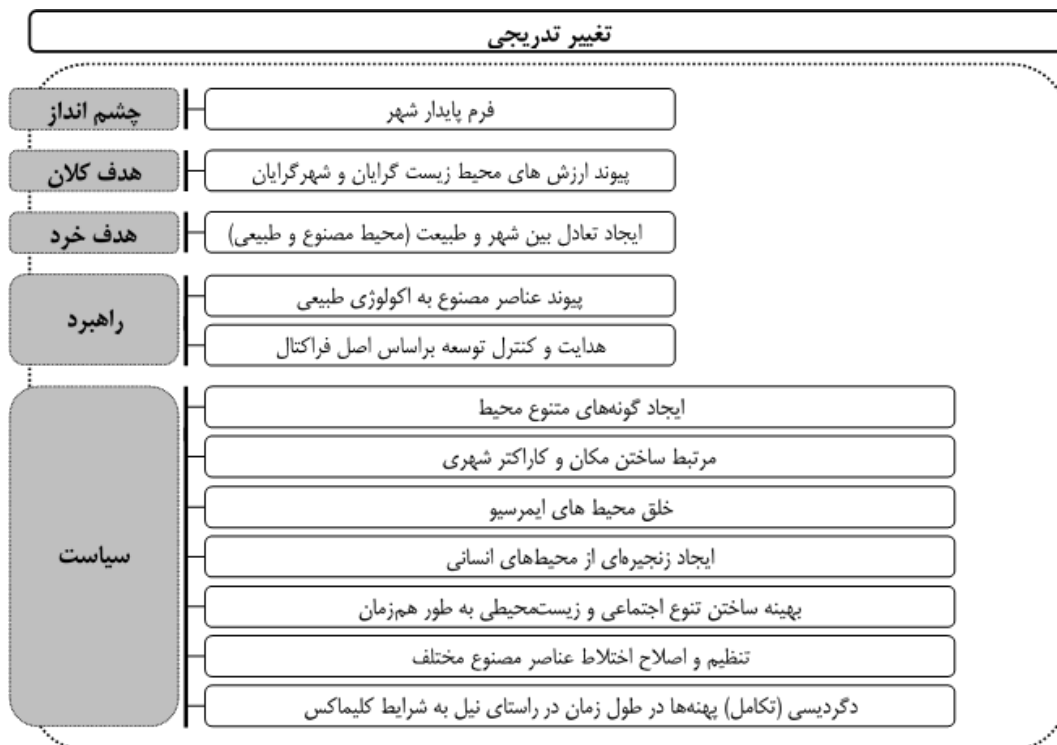 تغییر تدریجی
چشم انداز
فرم پایدار شهر
هدف کلان
پیوند ارزش های محیط زیست گرایان و شهرگرایان
هدف خرد
ایجاد تعادل بین شهر و طبیعت (محیط مصنوع و طبیعی)
راهبرد
پیوند عناصر مصنوع به اکولوژی طبیعی
هدایت و کنترل توسعه براساس اصل فراکتال
سیاست
ایجاد گونه‌های متنوع محیط
مرتبط ساختن مکان و کاراکتر شهری
خلق محیط های ایمرسیو
ایجاد زنجیره‌ای از محیط‌های انسانی
بهینه ساختن تنوع اجتماعی و زیست‌محیطی به طور هم‌زمان
تنظیم و اصلاح اختلاط عناصر مصنوع مختلف
دگردیسی (تکامل) پهنه‌ها در طول زمان در راستای نیل به شرایط کلیماکس